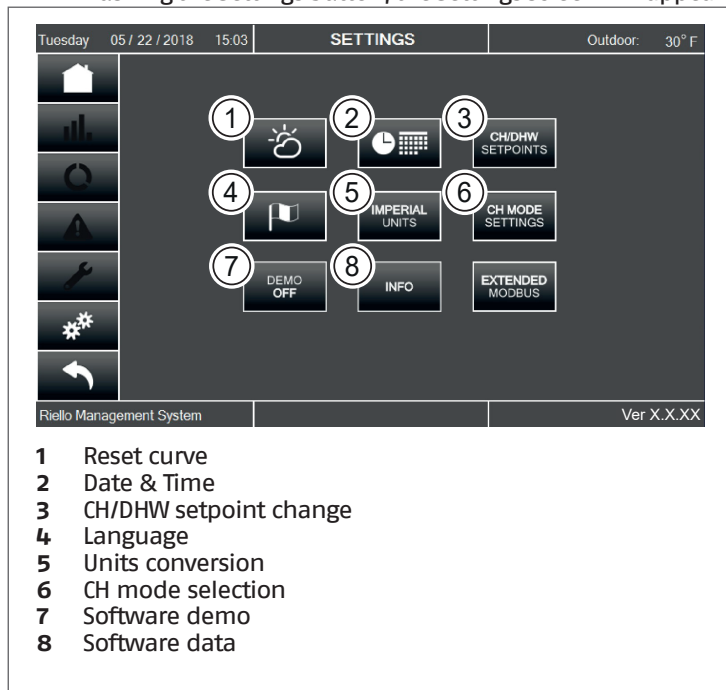 Tuesday 05 / 22 / 2018 15:03 SETTINGS Outdoor: 30° F
1 2 3 CH/DHW
SETPOINTS
4 5 IMPERIAL
UNITS 6 CH MODE
SETTINGS
7 DEMO
OFF 8 INFO EXTENDED
MODBUS
Riello Management System Ver X.X.XX
1 Reset curve
2 Date & Time
3 CH/DHW setpoint change
4 Language
5 Units conversion
6 CH mode selection
7 Software demo
8 Software data